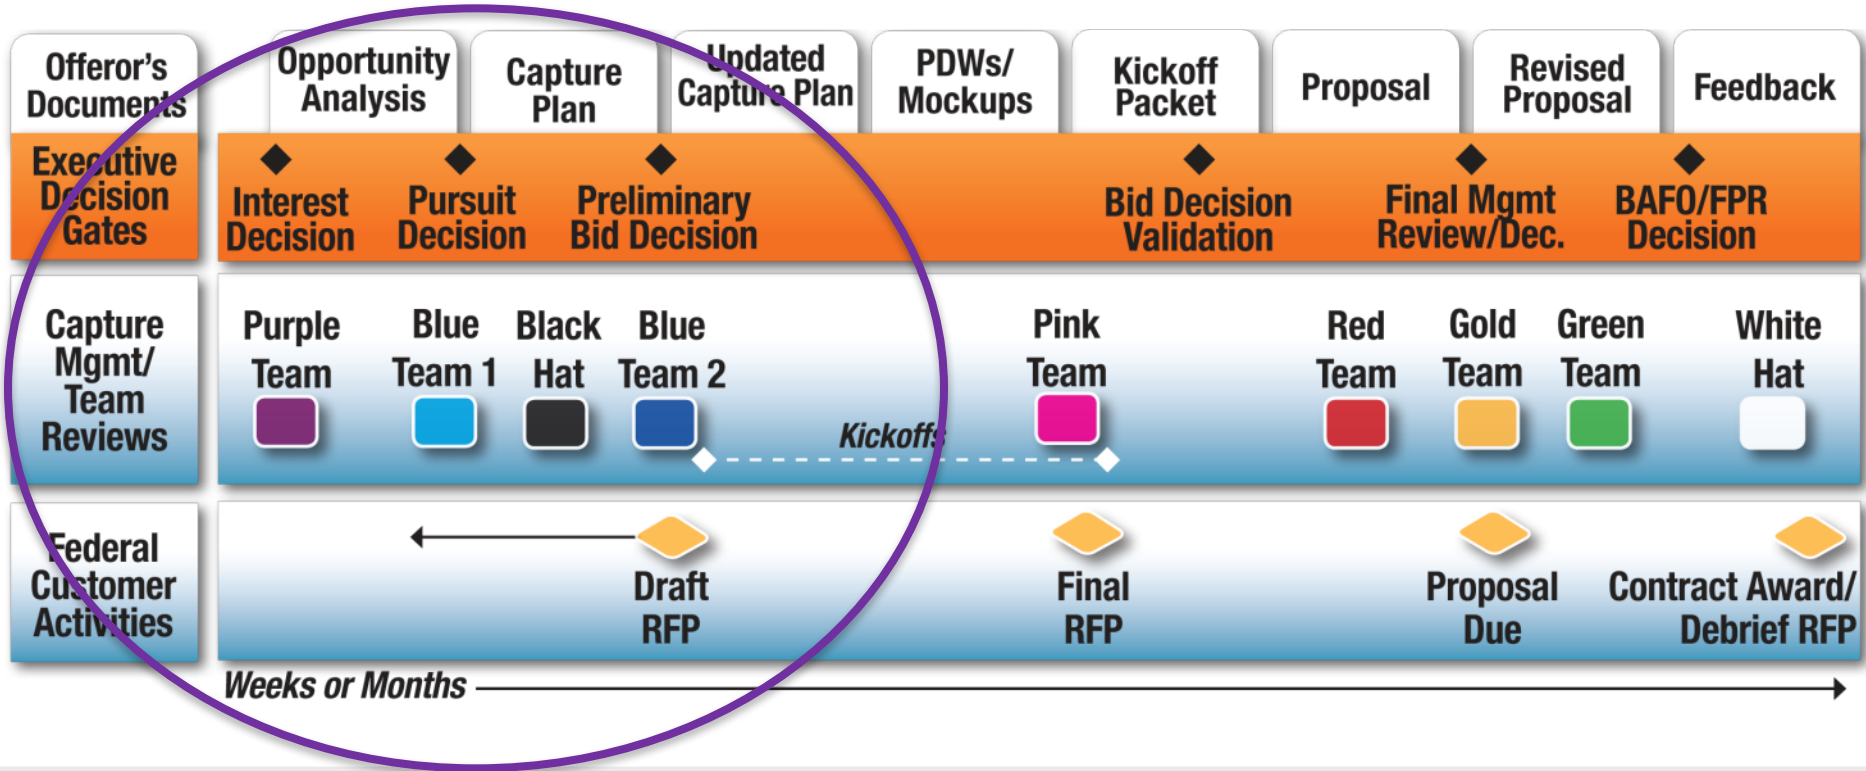 Offeror's
Documents
Opportunity
Analysis
Capture
Plan
Updated
Capture Plan
PDWs/
Mockups
Kickoff
Packet
Proposal
Revised
Proposal
Feedback
Executive
Decision
Gates
Interest
Decision
Pursuit
Decision
Preliminary
Bid Decision
Bid Decision
Validation
Final Mgmt
Review/Dec.
BAFO/FPR
Decision
Capture
Mgmt/
Team
Reviews
Purple
Team
Blue
Team 1
Black
Hat
Blue
Team 2
Kickoffs
Pink
Team
Red
Team
Gold
Team
Green
Team
White
Hat
Federal
Customer
Activities
Draft
RFP
Final
RFP
Proposal
Due
Contract Award/
Debrief RFP
Weeks or Months